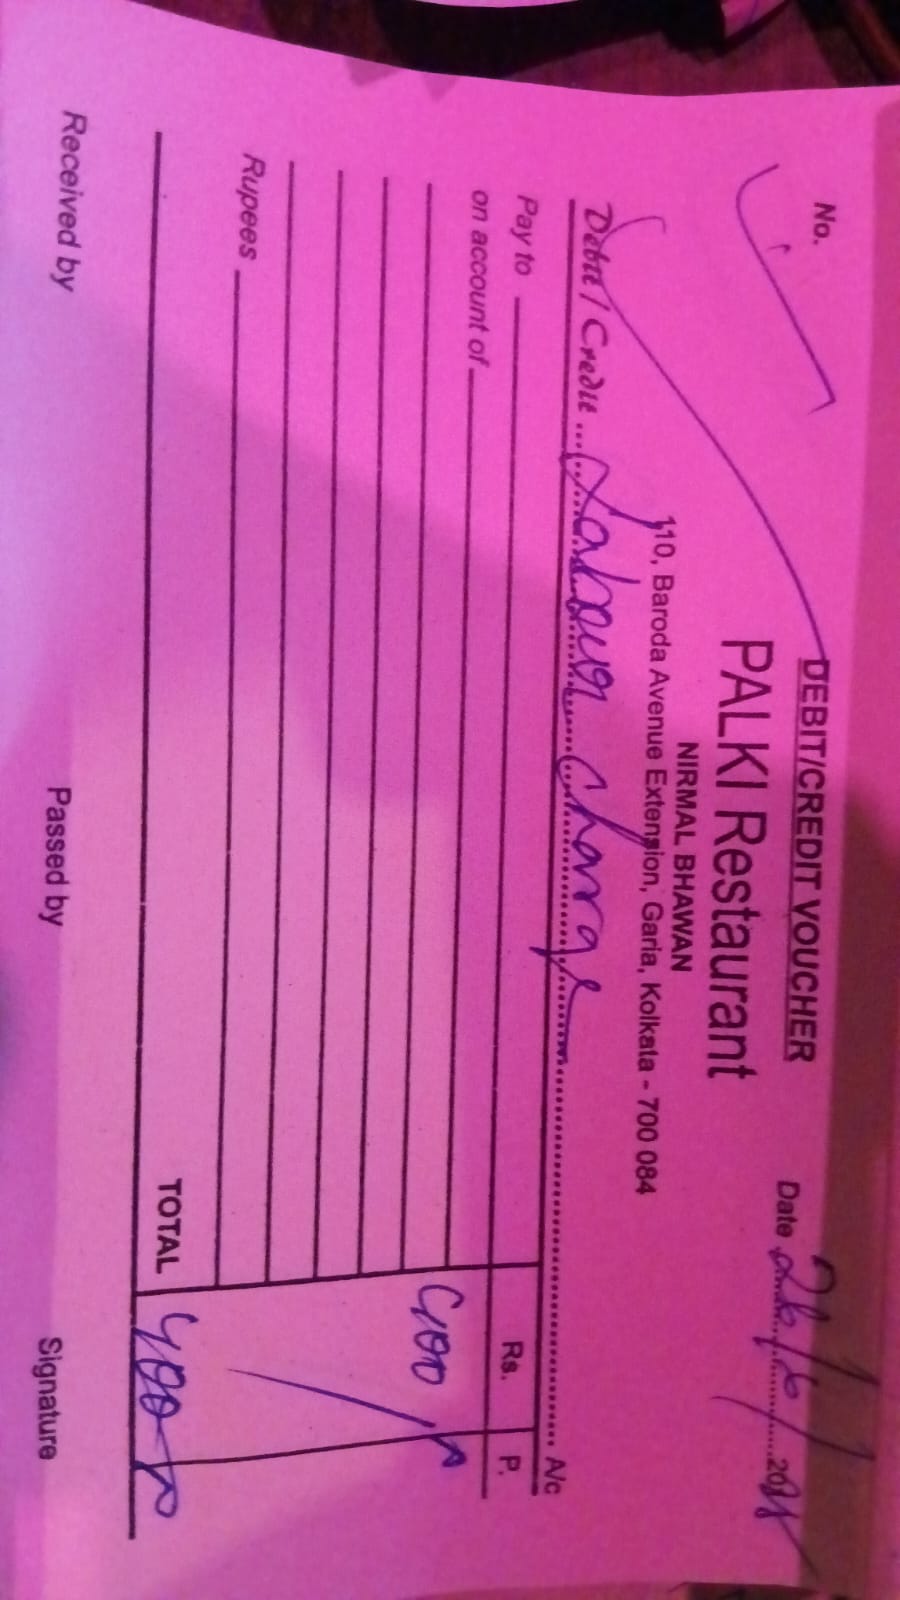 DEBIT/CREDIT VOUCHER
No.
PALKI Restaurant
Date 26/6/20
NIRMAL BHAWAN
110, Baroda Avenue Extension, Garia, Kolkata - 700 084
Debit / Credit Labour charge A/c
Rs. P.
Pay to
on account of
400
Rupees
TOTAL 400
Received by Passed by Signature